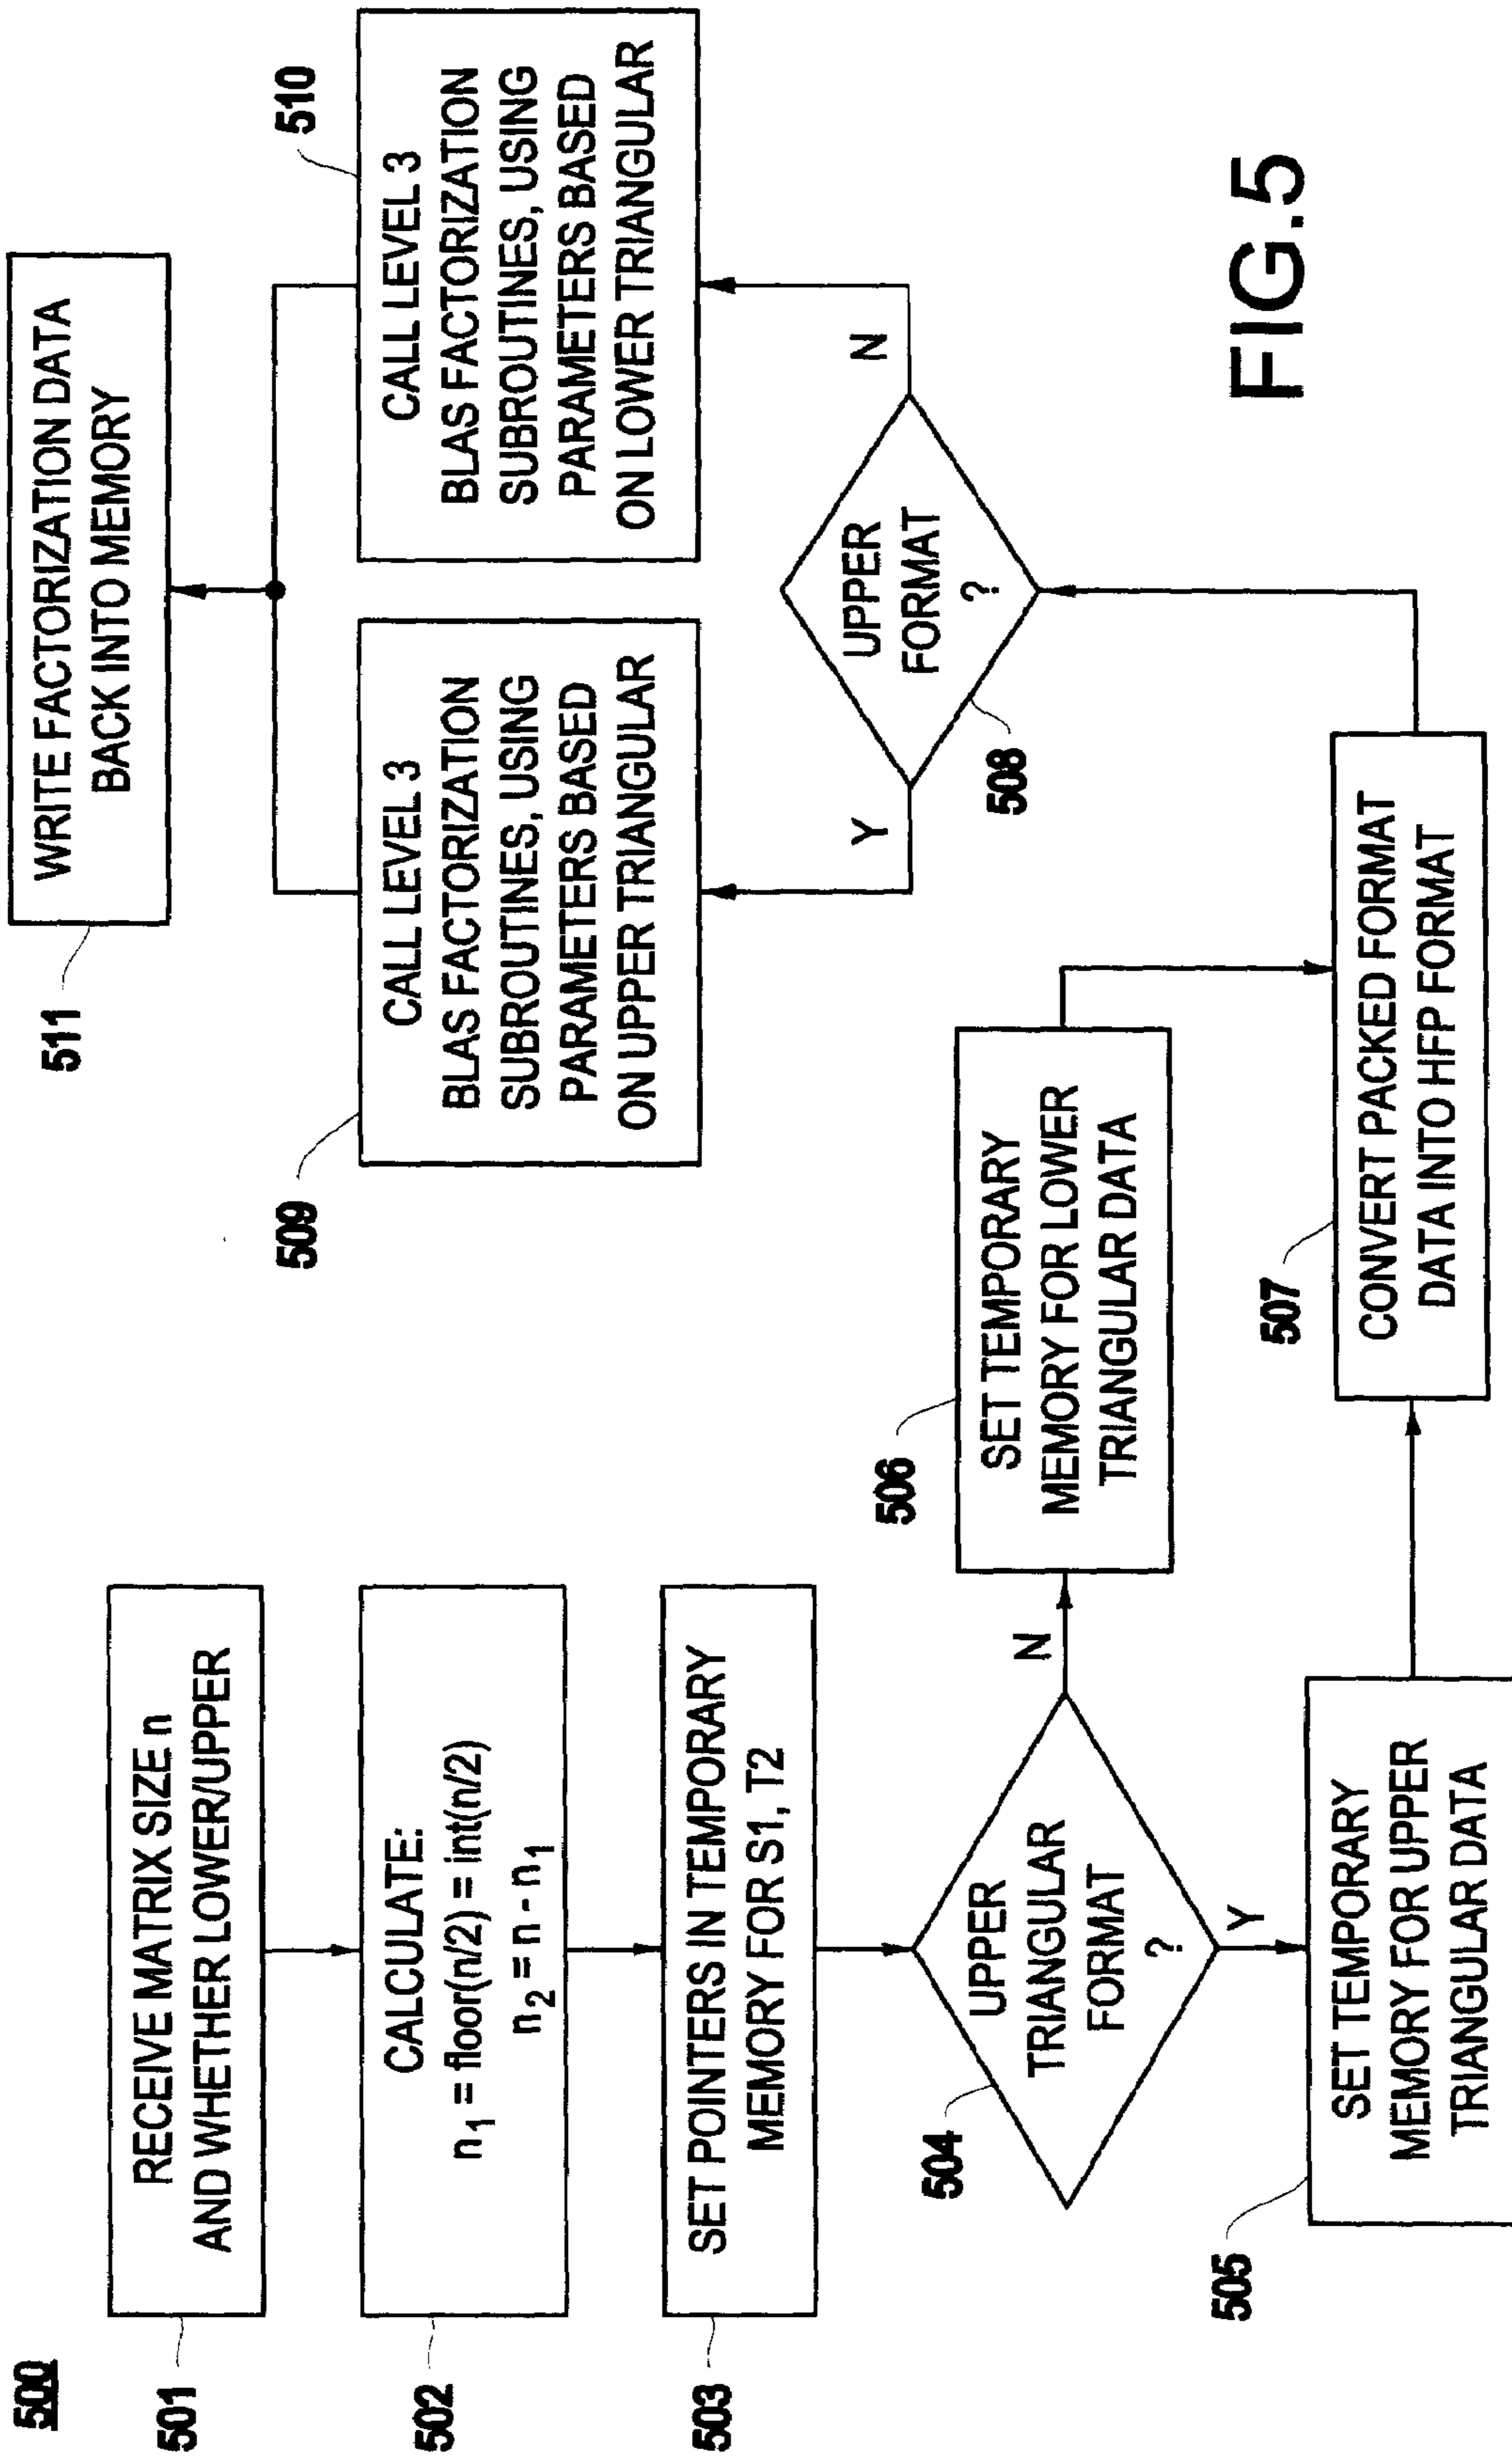 500
501
RECEIVE MATRIX SIZE n
AND WHETHER LOWER/UPPER
502
CALCULATE:
n₁ = floor(n/2) = int(n/2)
n₂ = n - n₁
503
SET POINTERS IN TEMPORARY
MEMORY FOR S1, T2
504
UPPER
TRIANGULAR
FORMAT
?
N
Y
505
SET TEMPORARY
MEMORY FOR UPPER
TRIANGULAR DATA
506
SET TEMPORARY
MEMORY FOR LOWER
TRIANGULAR DATA
507
CONVERT PACKED FORMAT
DATA INTO HFP FORMAT
508
UPPER
FORMAT
?
Y
N
509
CALL LEVEL 3
BLAS FACTORIZATION
SUBROUTINES, USING
PARAMETERS BASED
ON UPPER TRIANGULAR
510
CALL LEVEL 3
BLAS FACTORIZATION
SUBROUTINES, USING
PARAMETERS BASED
ON LOWER TRIANGULAR
511
WRITE FACTORIZATION DATA
BACK INTO MEMORY
FIG.5